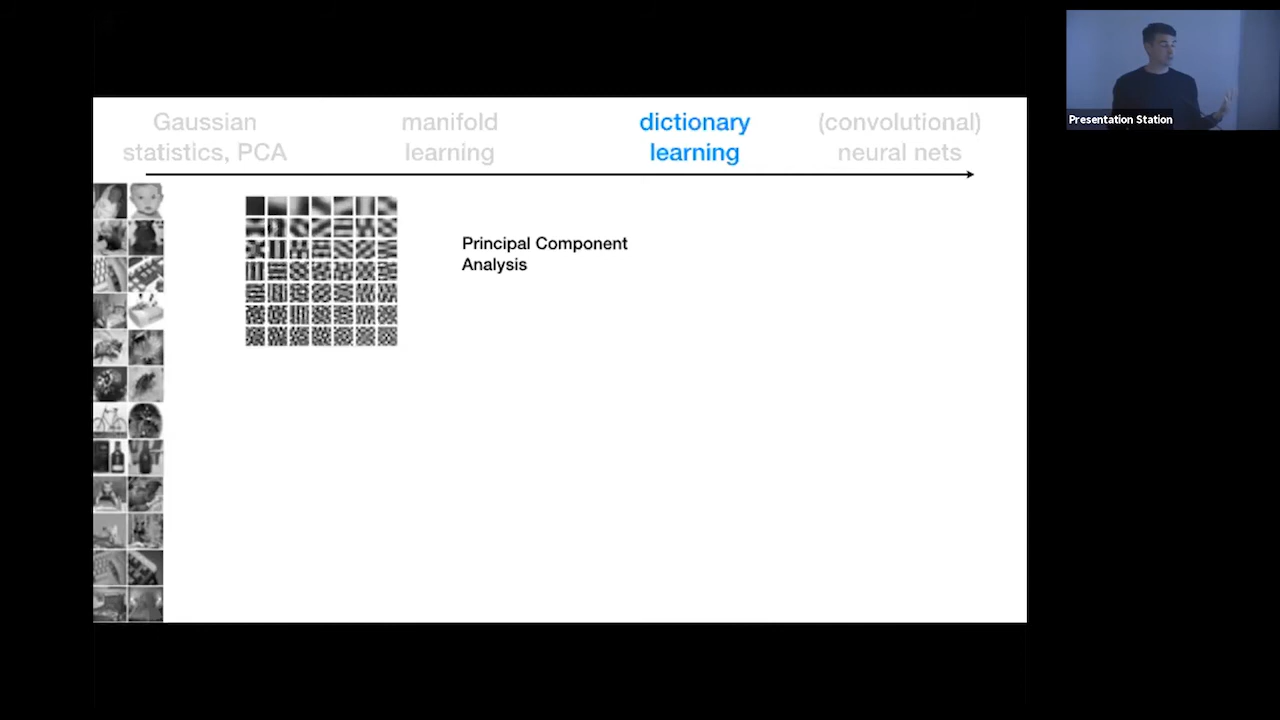 Gaussian
statistics, PCA
manifold
learning
dictionary
learning
(convolutional)
neural nets
Principal Component
Analysis
Presentation Station